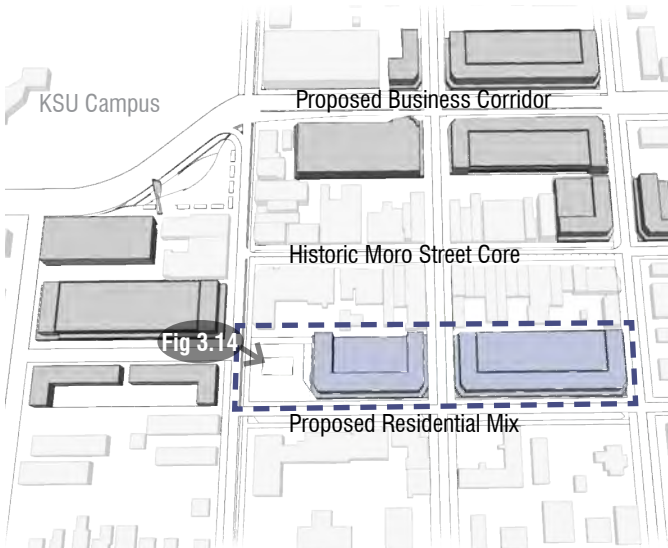 KSU Campus
Proposed Business Corridor
Historic Moro Street Core
Fig 3.14
Proposed Residential Mix